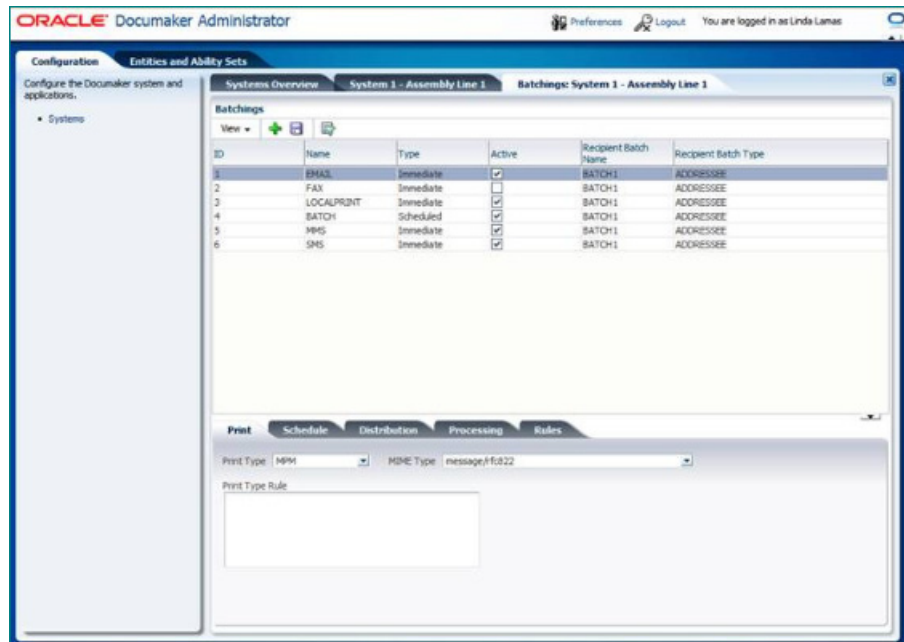 ORACLE® Documaker Administrator
Preferences Logout You are logged in as Linda Lamas
Configuration Entities and Ability Sets
Configure the Documaker system and
applications.
Systems
Systems Overview System 1 - Assembly Line 1 Batchings: System 1 - Assembly Line 1
Batchings
View
ID Name Type Active Recipient Batch Name Recipient Batch Type
1 EMAIL Immediate BATCH1 ADDRESSEE
2 FAX Immediate BATCH1 ADDRESSEE
3 LOCALPRINT Immediate BATCH1 ADDRESSEE
4 BATCH Scheduled BATCH1 ADDRESSEE
5 MMS Immediate BATCH1 ADDRESSEE
6 SMS Immediate BATCH1 ADDRESSEE
Print Schedule Distribution Processing Rules
Print Type MPM MIME Type message/rfc822
Print Type Rule